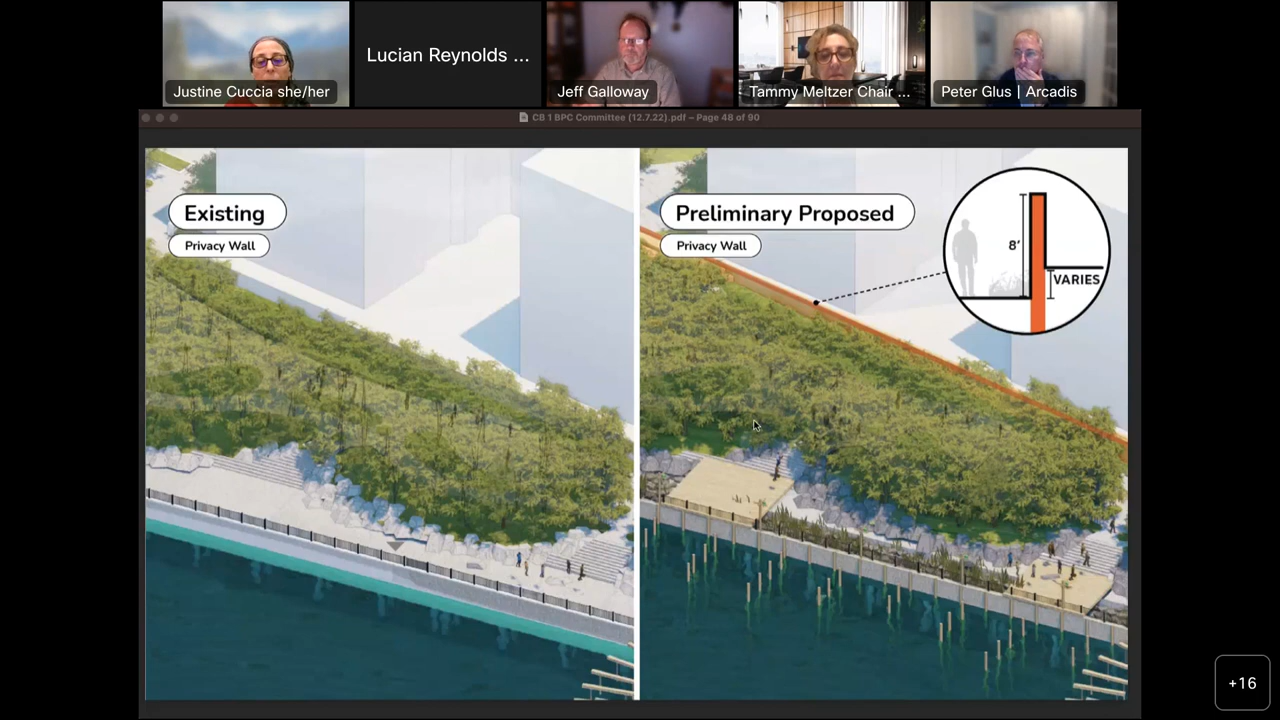 Justine Cuccia she/her
Lucian Reynolds ...
Jeff Galloway
Tammy Meltzer Chair ...
Peter Glus | Arcadis
CB 1 BPC Committee (12.7.22).pdf – Page 48 of 90
Existing
Privacy Wall
Preliminary Proposed
Privacy Wall
8'
VARIES
+16